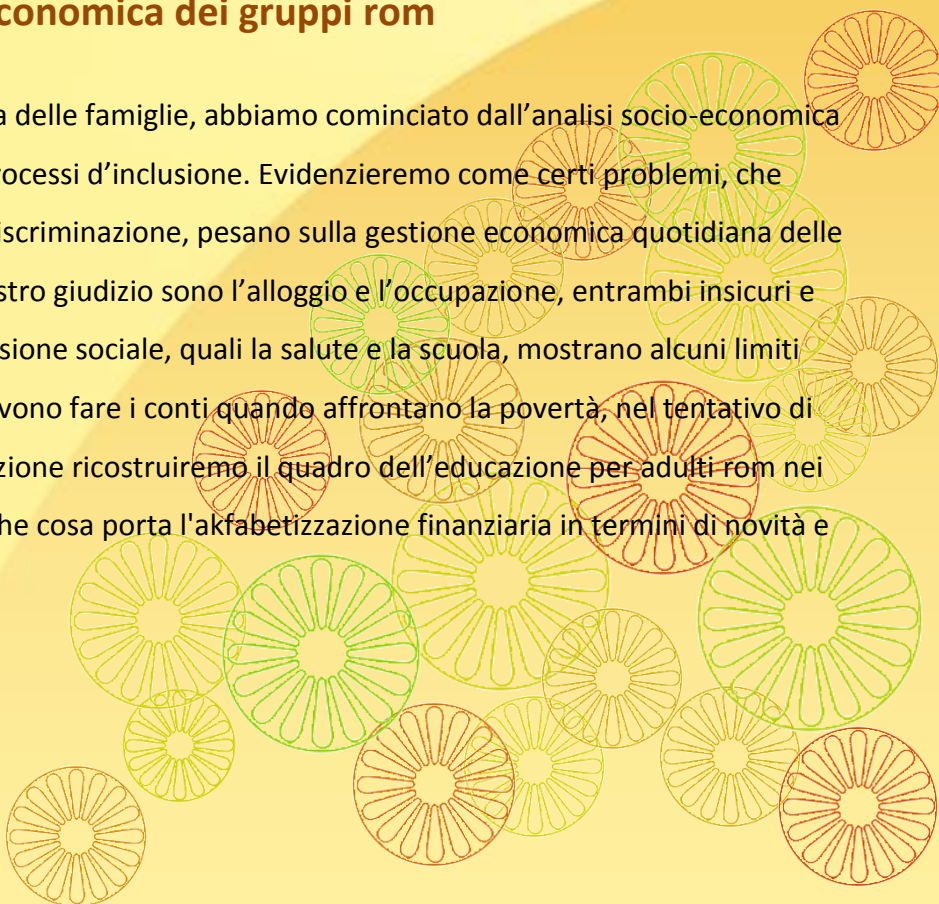 conomica dei gruppi rom
a delle famiglie, abbiamo cominciato dall’analisi socio-economica
rocessi d’inclusione. Evidenzieremo come certi problemi, che
iscriminazione, pesano sulla gestione economica quotidiana delle
stro giudizio sono l’alloggio e l’occupazione, entrambi insicuri e
sione sociale, quali la salute e la scuola, mostrano alcuni limiti
vono fare i conti quando affrontano la povertà, nel tentativo di
zione ricostruiremo il quadro dell’educazione per adulti rom nei
he cosa porta l'akfabetizzazione finanziaria in termini di novità e